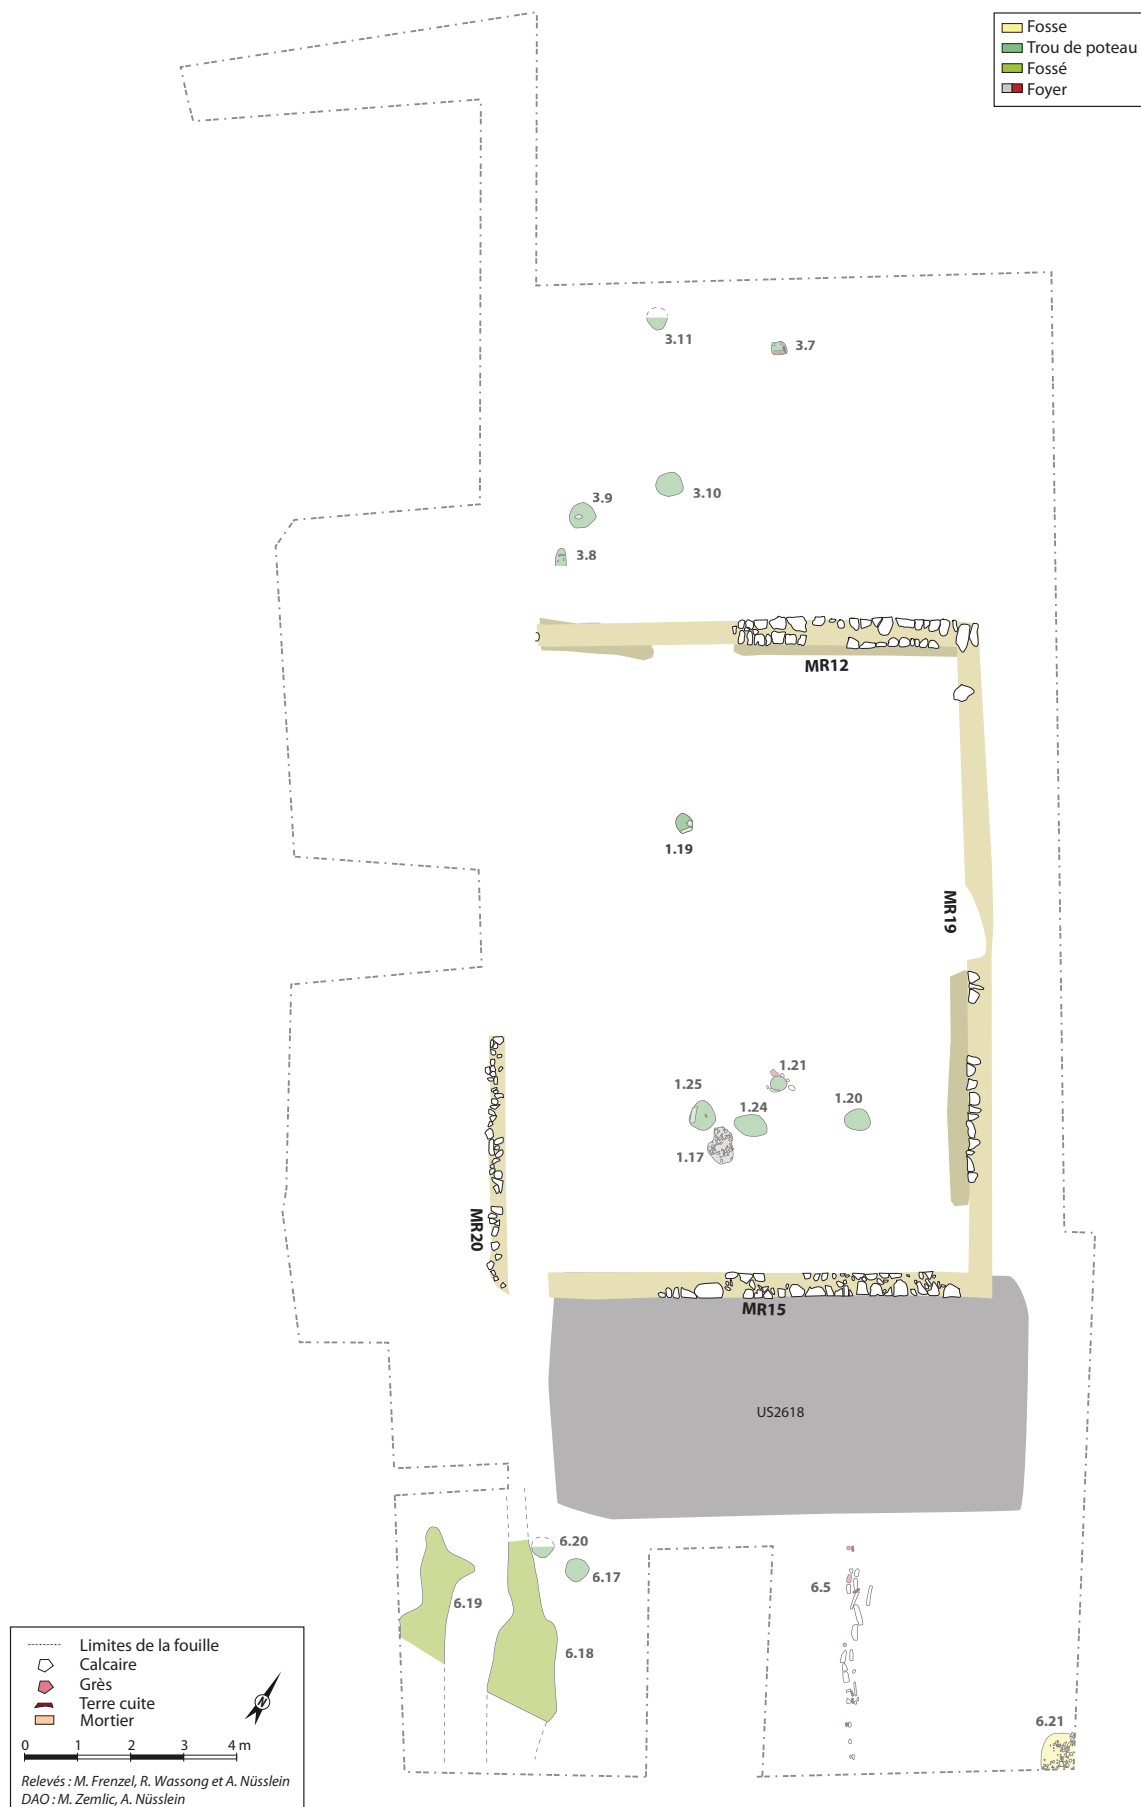 Fosse
Trou de poteau
Fossé
Foyer
3.11
3.7
3.9
3.10
3.8
MR12
1.19
MR19
1.21
1.25
1.24
1.20
1.17
MR20
MR15
US2618
6.20
6.17
6.5
6.19
6.18
6.21
Limites de la fouille
Calcaire
Grès
Terre cuite
Mortier
N
0 1 2 3 4 m
Relevés : M. Frenzel, R. Wassong et A. Nüsslein
DAO : M. Zemlic, A. Nüsslein